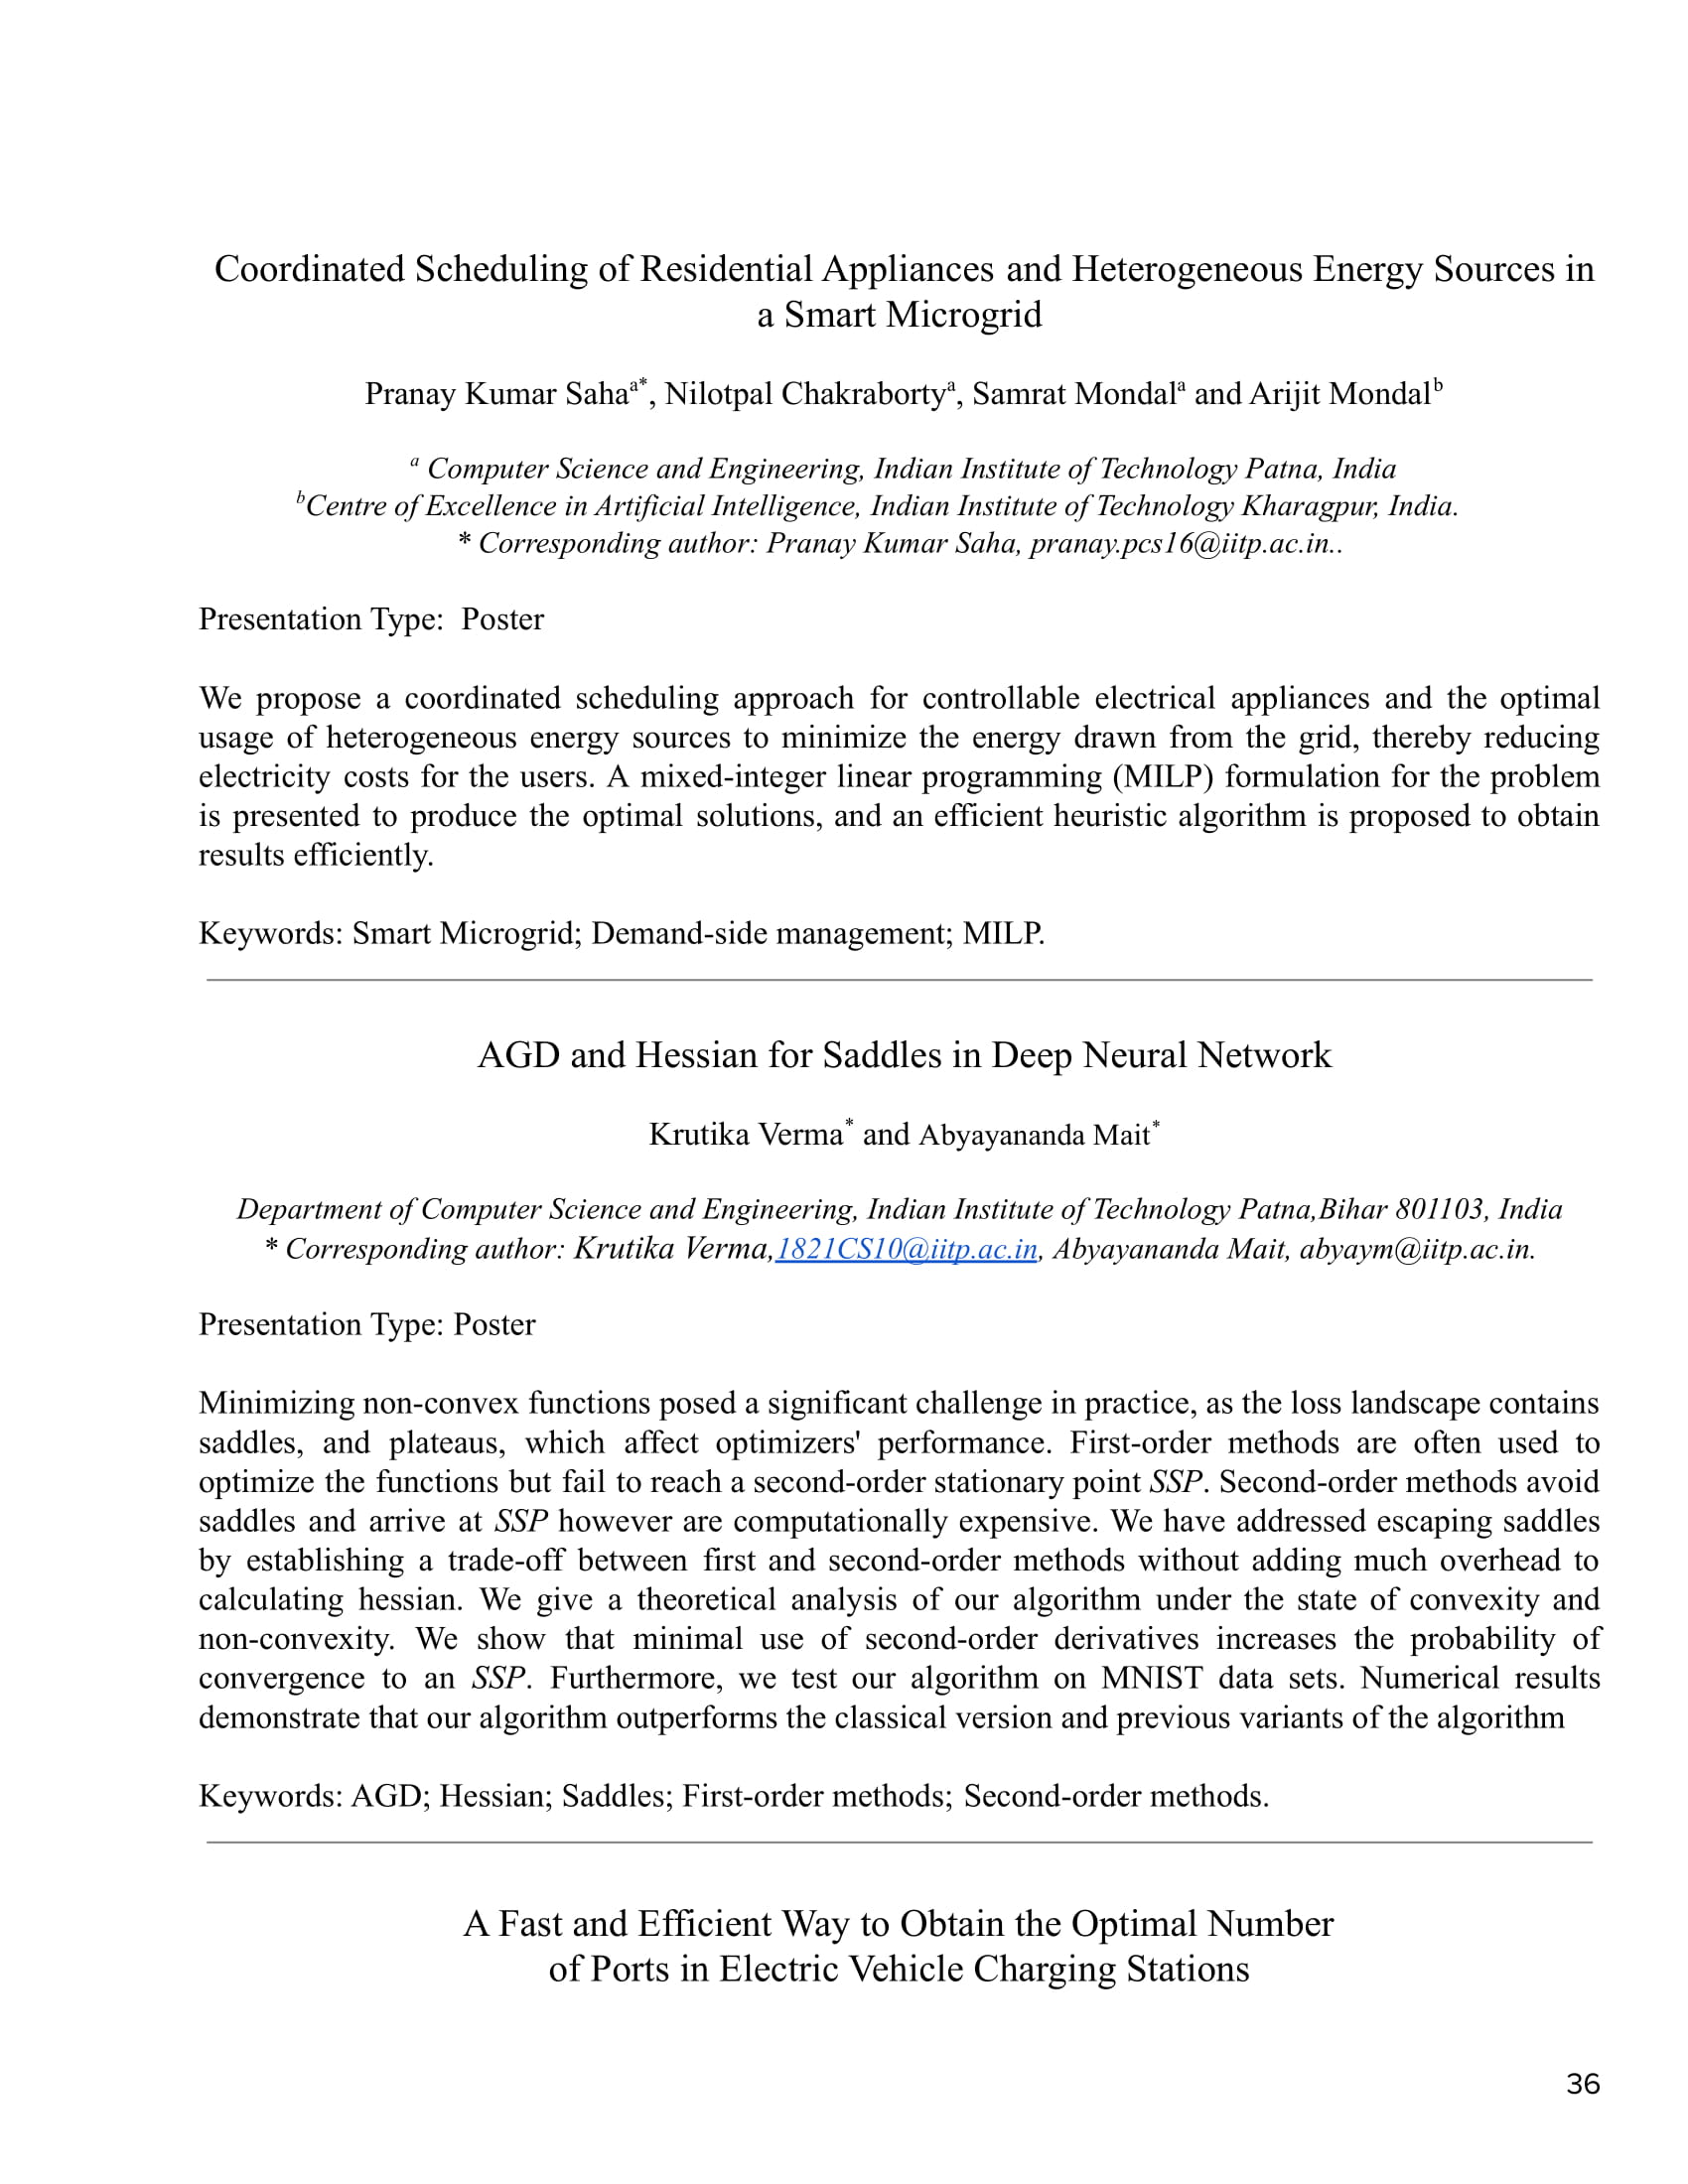 Coordinated Scheduling of Residential Appliances and Heterogeneous Energy Sources in
a Smart Microgrid
Pranay Kumar Saha^a*, Nilotpal Chakraborty^a, Samrat Mondal^a and Arijit Mondal^b
^a Computer Science and Engineering, Indian Institute of Technology Patna, India
^bCentre of Excellence in Artificial Intelligence, Indian Institute of Technology Kharagpur, India.
* Corresponding author: Pranay Kumar Saha, pranay.pcs16@iitp.ac.in..
Presentation Type: Poster
We propose a coordinated scheduling approach for controllable electrical appliances and the optimal
usage of heterogeneous energy sources to minimize the energy drawn from the grid, thereby reducing
electricity costs for the users. A mixed-integer linear programming (MILP) formulation for the problem
is presented to produce the optimal solutions, and an efficient heuristic algorithm is proposed to obtain
results efficiently.
Keywords: Smart Microgrid; Demand-side management; MILP.
AGD and Hessian for Saddles in Deep Neural Network
Krutika Verma* and Abyayananda Mait*
Department of Computer Science and Engineering, Indian Institute of Technology Patna,Bihar 801103, India
* Corresponding author: Krutika Verma,1821CS10@iitp.ac.in, Abyayananda Mait, abyaym@iitp.ac.in.
Presentation Type: Poster
Minimizing non-convex functions posed a significant challenge in practice, as the loss landscape contains
saddles, and plateaus, which affect optimizers' performance. First-order methods are often used to
optimize the functions but fail to reach a second-order stationary point SSP. Second-order methods avoid
saddles and arrive at SSP however are computationally expensive. We have addressed escaping saddles
by establishing a trade-off between first and second-order methods without adding much overhead to
calculating hessian. We give a theoretical analysis of our algorithm under the state of convexity and
non-convexity. We show that minimal use of second-order derivatives increases the probability of
convergence to an SSP. Furthermore, we test our algorithm on MNIST data sets. Numerical results
demonstrate that our algorithm outperforms the classical version and previous variants of the algorithm
Keywords: AGD; Hessian; Saddles; First-order methods; Second-order methods.
A Fast and Efficient Way to Obtain the Optimal Number
of Ports in Electric Vehicle Charging Stations
36